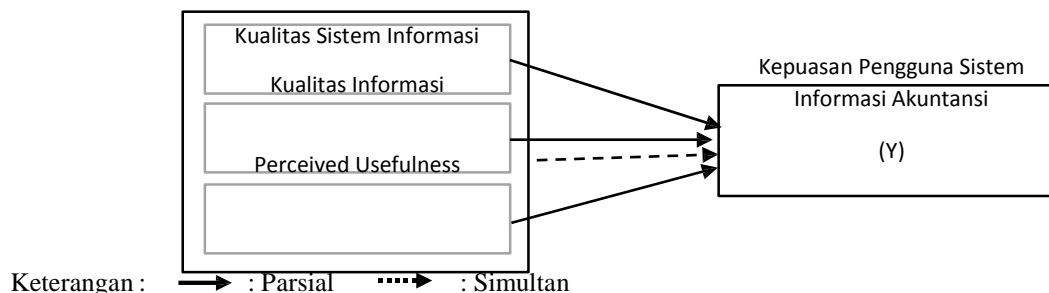 Kualitas Sistem Informasi
Kualitas Informasi
Perceived Usefulness
Kepuasan Pengguna Sistem
Informasi Akuntansi
(Y)
Keterangan : : Parsial : Simultan